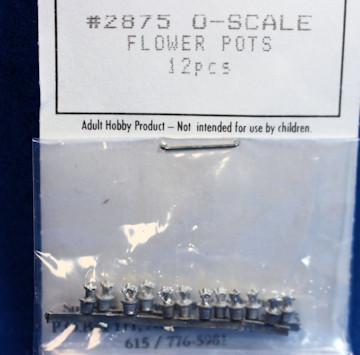 #2875 O-SCALE
FLOWER POTS
12pcs
Adult Hobby Product – Not intended for use by children.
615 / 776-5981